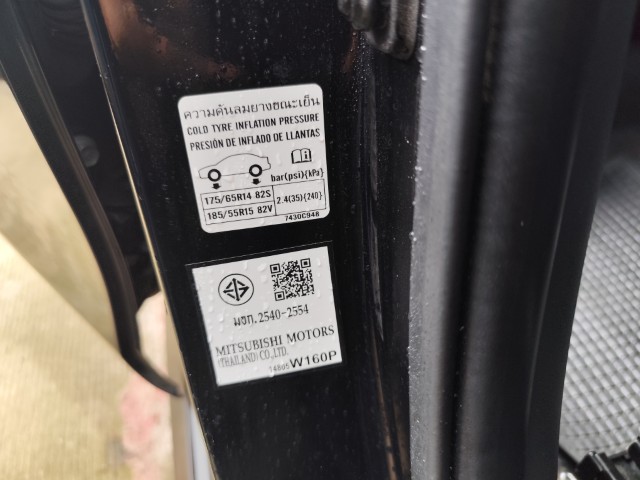 ความดันลมยางขณะเย็น
COLD TYRE INFLATION PRESSURE
PRESIÓN DE INFLADO DE LLANTAS
bar(psi){kPa}
175/65R14 82S
185/55R15 82V
2.4(35){240}
7430C948
มอก.2540-2554
MITSUBISHI MOTORS
(THAILAND)CO.,LTD.
W160P